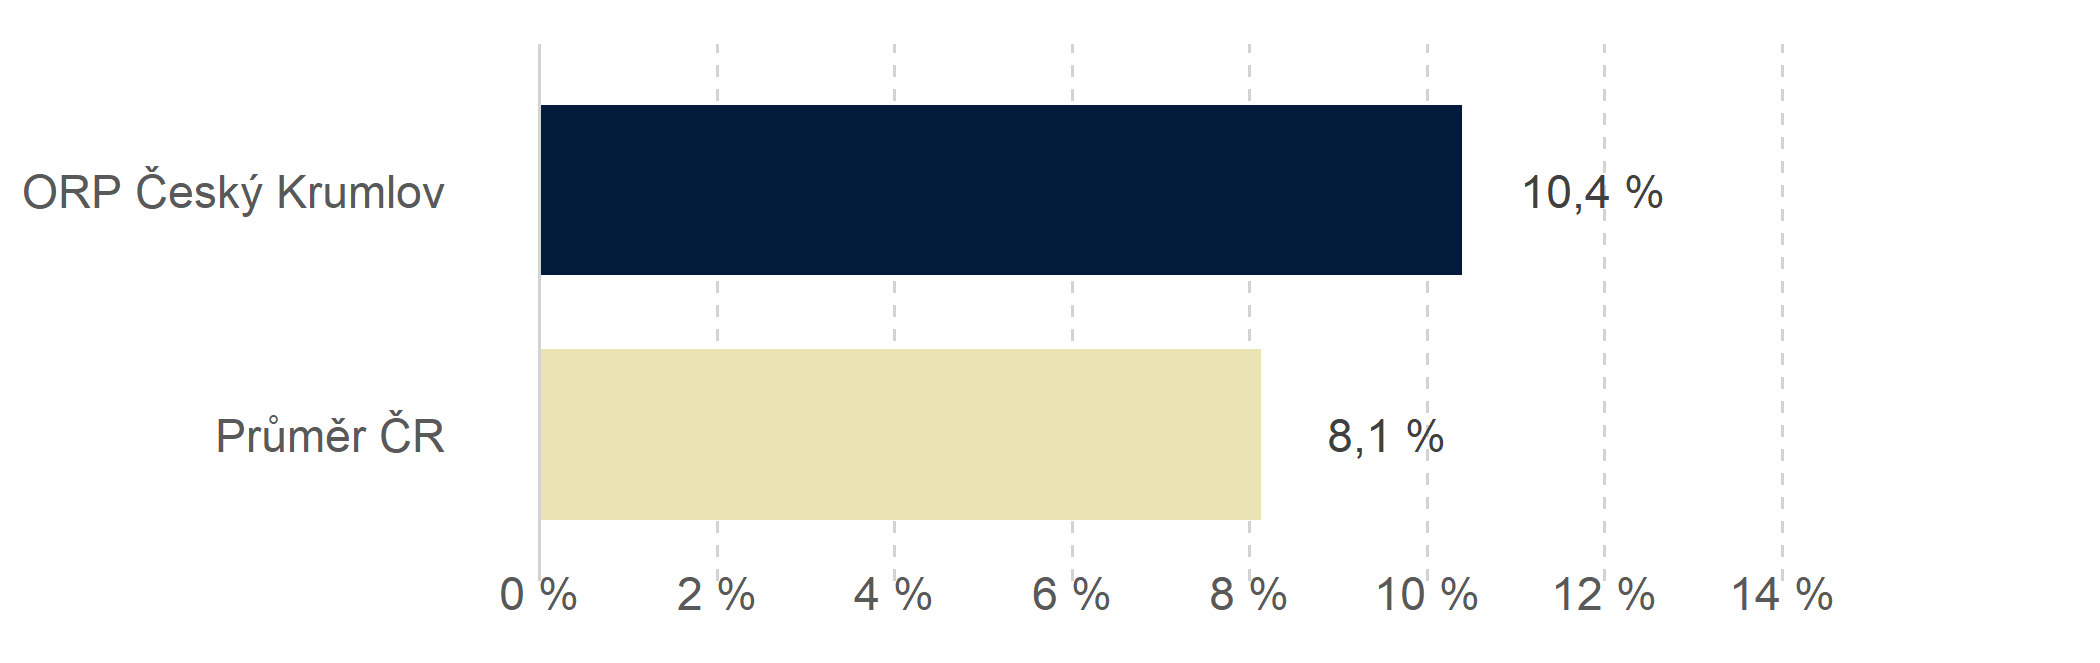 ORP Český Krumlov
10,4 %
Průměr ČR
8,1 %
0 % 2 % 4 % 6 % 8 % 10 % 12 % 14 %